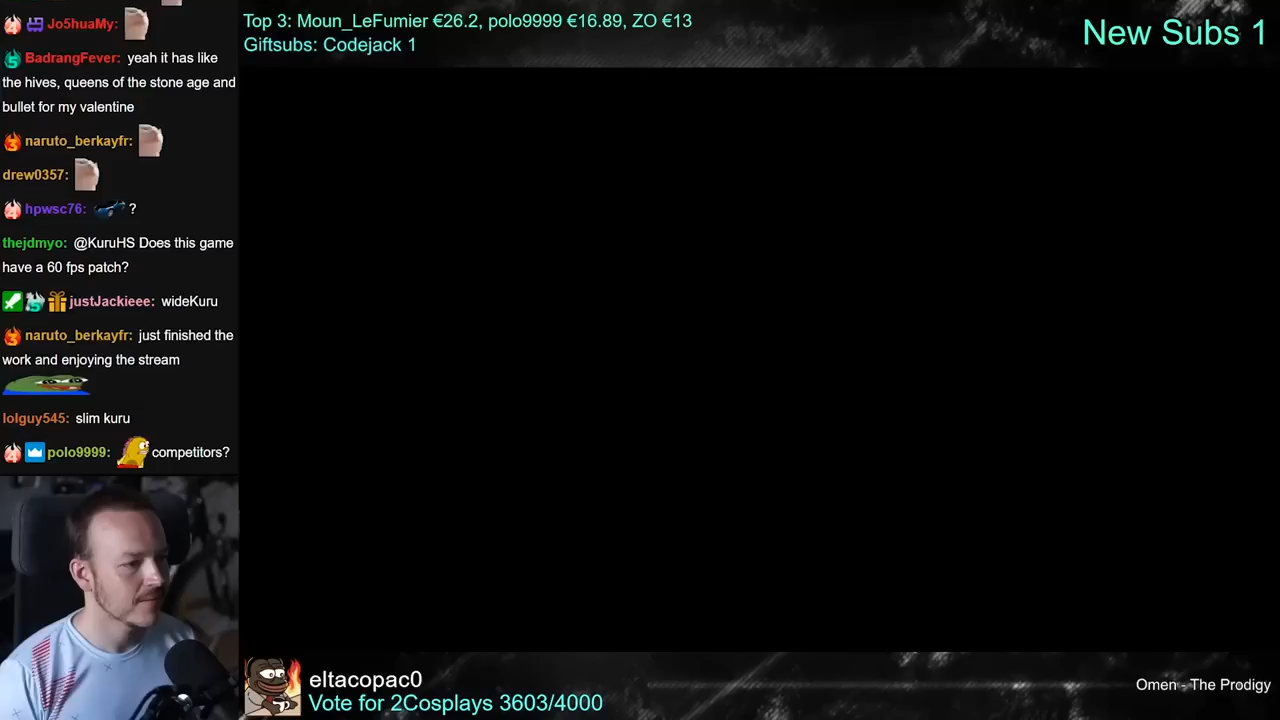 Jo5huaMy:
BadrangFever: yeah it has like
the hives, queens of the stone age and
bullet for my valentine
naruto_berkayfr:
drew0357:
hpwsc76: ?
thejdmyo: @KuruHS Does this game
have a 60 fps patch?
justJackieee: wideKuru
naruto_berkayfr: just finished the
work and enjoying the stream
lolguy545: slim kuru
polo9999: competitors?
Top 3: Moun_LeFumier €26.2, polo9999 €16.89, ZO €13
Giftsubs: Codejack 1
New Subs 1
eltacopac0
Vote for 2Cosplays 3603/4000
Omen - The Prodigy